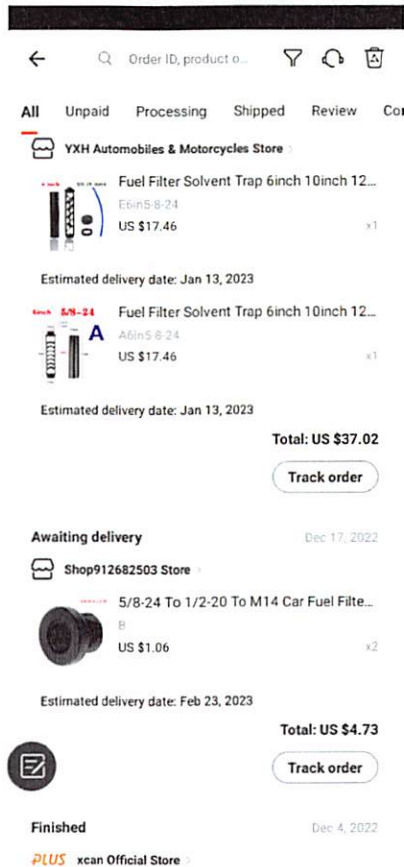 Order ID, product o...
All Unpaid Processing Shipped Review Cor
YXH Automobiles & Motorcycles Store >
Fuel Filter Solvent Trap 6inch 10inch 12...
E6in5-8-24
US $17.46 x1
Estimated delivery date: Jan 13, 2023
6inch 5/8-24
A
Fuel Filter Solvent Trap 6inch 10inch 12...
A6in5-8-24
US $17.46 x1
Estimated delivery date: Jan 13, 2023
Total: US $37.02
Track order
Awaiting delivery Dec 17, 2022
Shop912682503 Store >
5/8-24 To 1/2-20 To M14 Car Fuel Filte...
B
US $1.06 x2
Estimated delivery date: Feb 23, 2023
Total: US $4.73
Track order
Finished Dec 4, 2022
PLUS xcan Official Store >